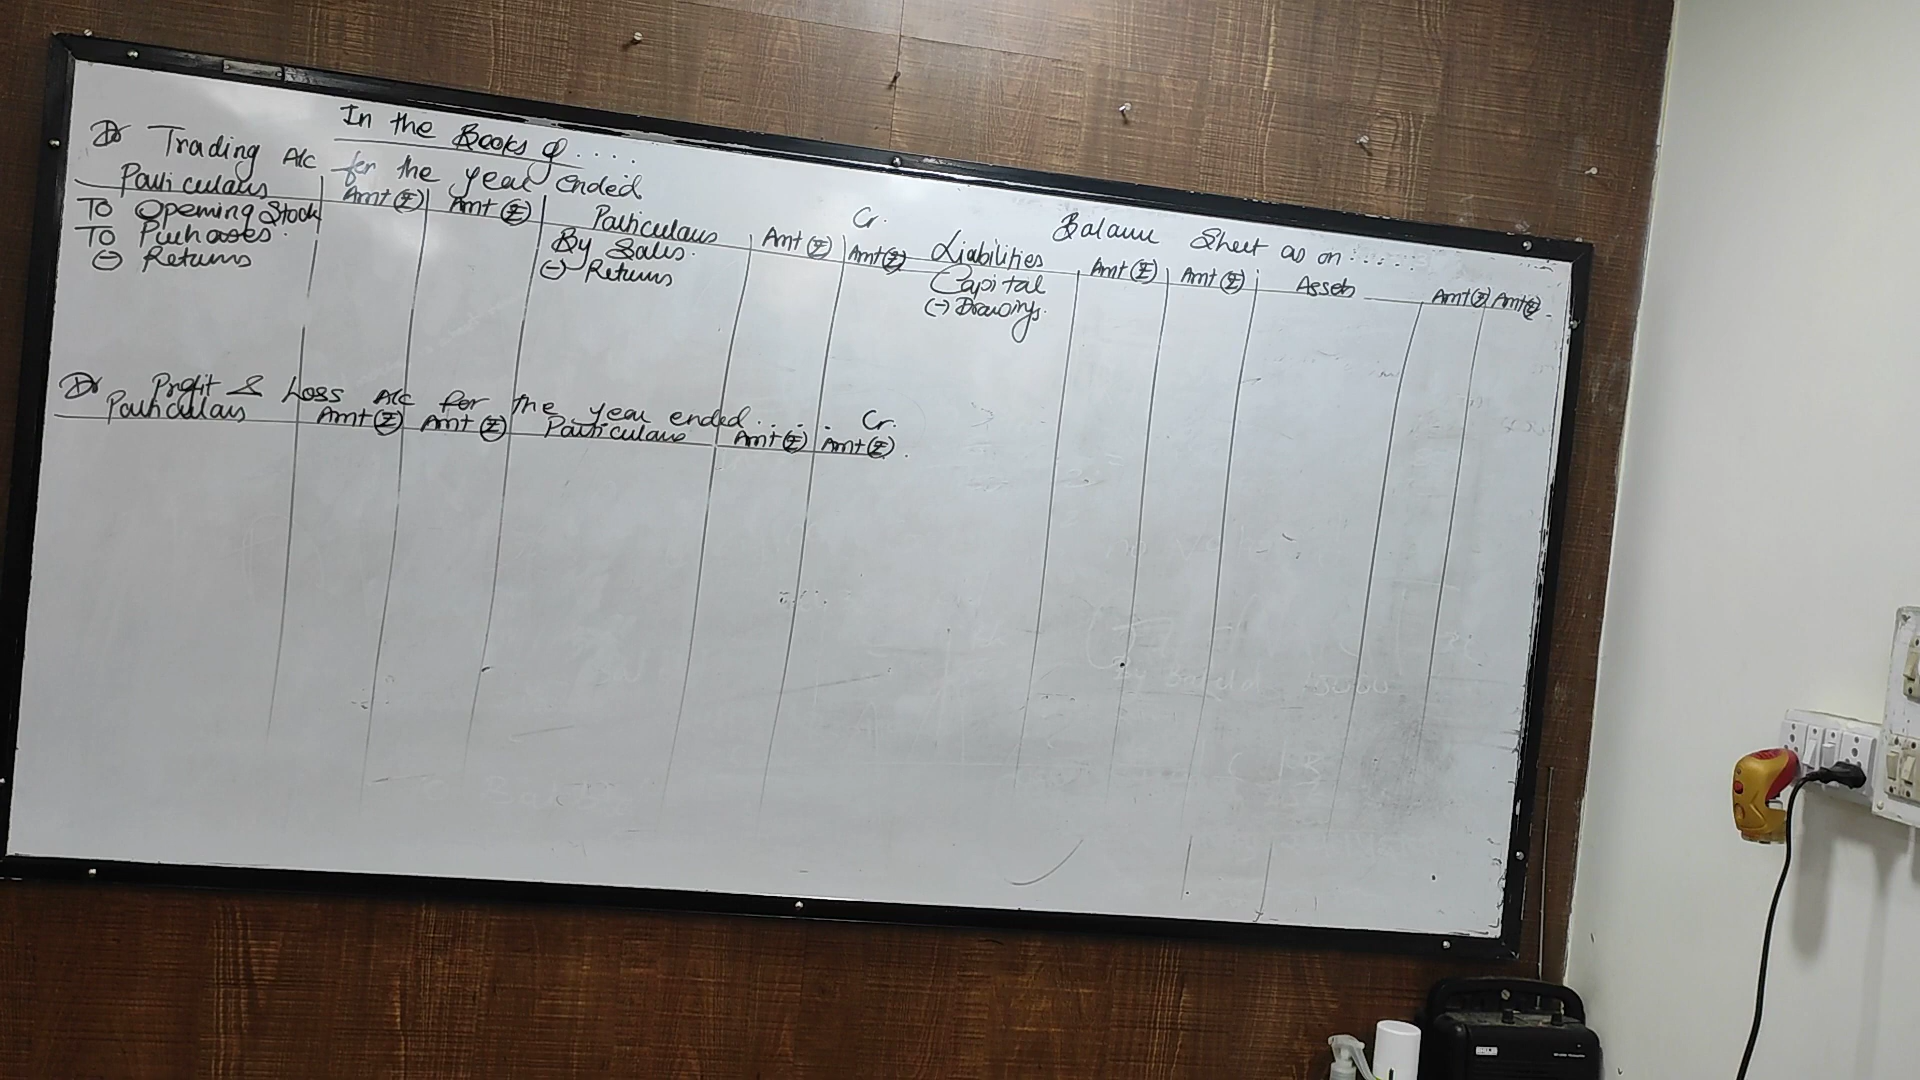 In the Books of ....
Dr Trading A/c for the year ended
Cr.
Particulars Amt (₹) Amt (₹) Particulars Amt (₹) Amt (₹)
To Opening Stock
To Purchases.
(-) Returns
By Sales.
(-) Returns
Dr Profit & Loss A/c for the year ended..... Cr.
Particulars Amt (₹) Amt (₹) Particulars Amt (₹) Amt (₹).
Balance Sheet as on ......
Liabilities Amt (₹) Amt (₹) Assets Amt (₹) Amt (₹).
Capital
(-) Drawings.